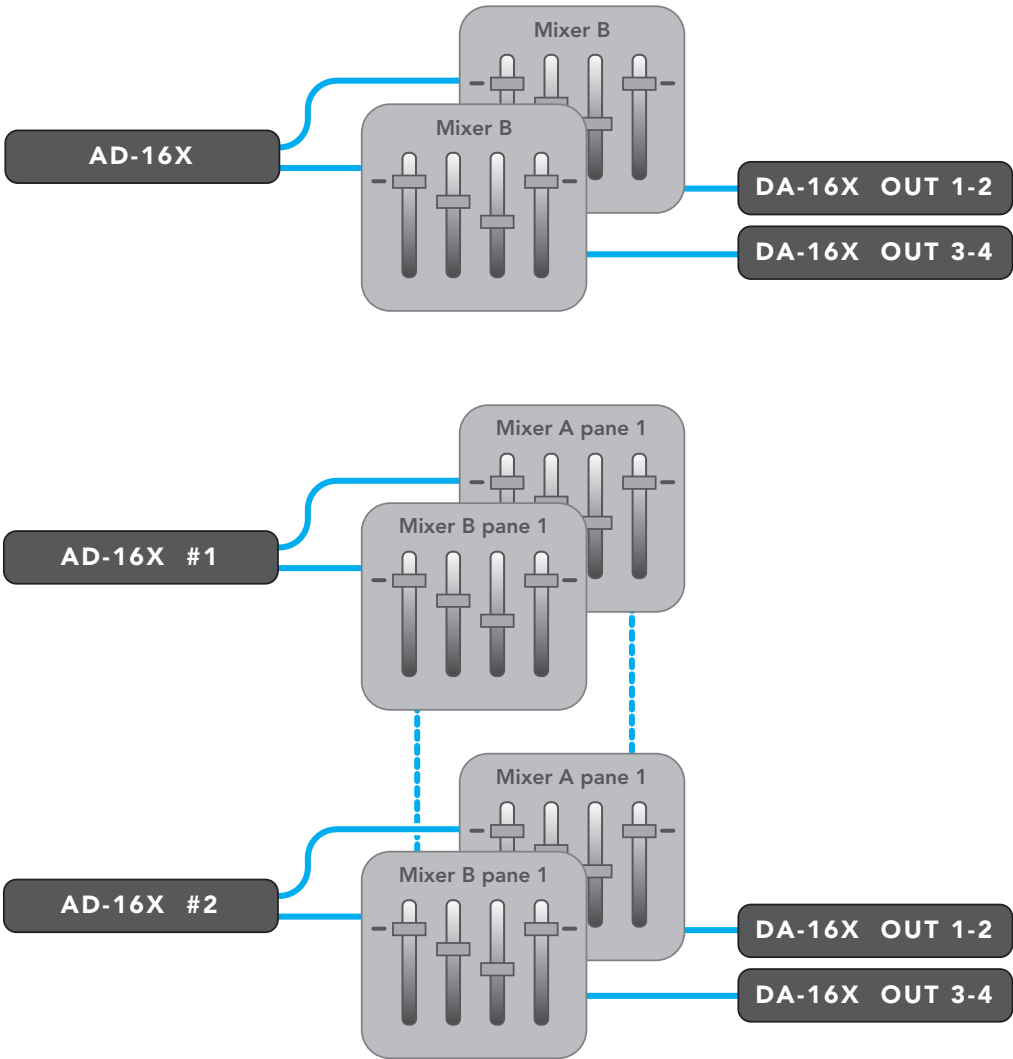 Mixer B
Mixer B
AD-16X
DA-16X OUT 1-2
DA-16X OUT 3-4
Mixer A pane 1
Mixer B pane 1
AD-16X #1
Mixer A pane 1
Mixer B pane 1
AD-16X #2
DA-16X OUT 1-2
DA-16X OUT 3-4